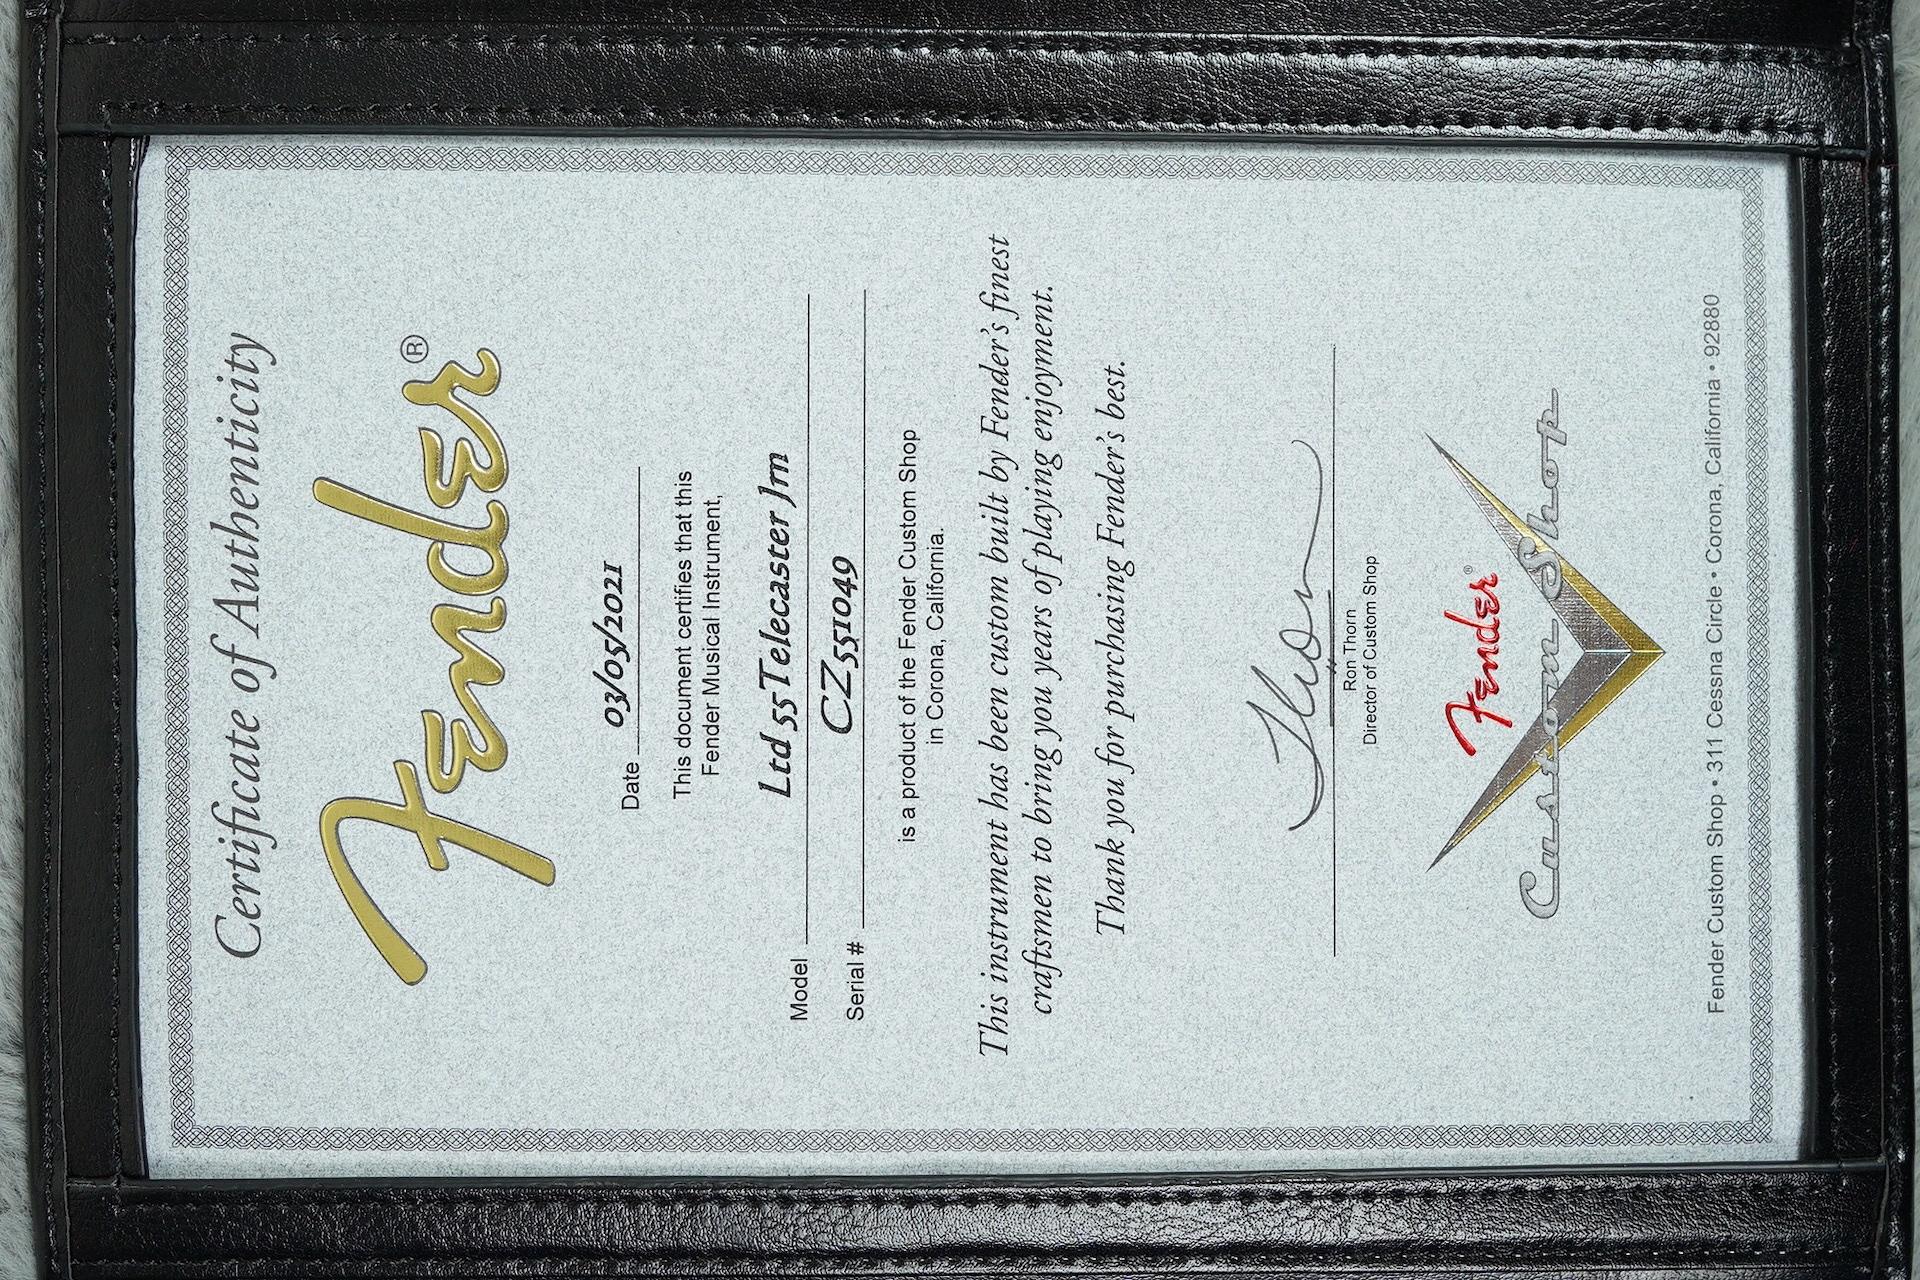 Certificate of Authenticity
Fender®
Date 03/05/2021
This document certifies that this
Fender Musical Instrument,
Model Ltd 55 Telecaster Jm
Serial # CZ551049
is a product of the Fender Custom Shop
in Corona, California.
This instrument has been custom built by Fender's finest
craftsmen to bring you years of playing enjoyment.
Thank you for purchasing Fender's best.
Ron Thorn
Director of Custom Shop
Fender®
Custom Shop
Fender Custom Shop • 311 Cessna Circle • Corona, California • 92880